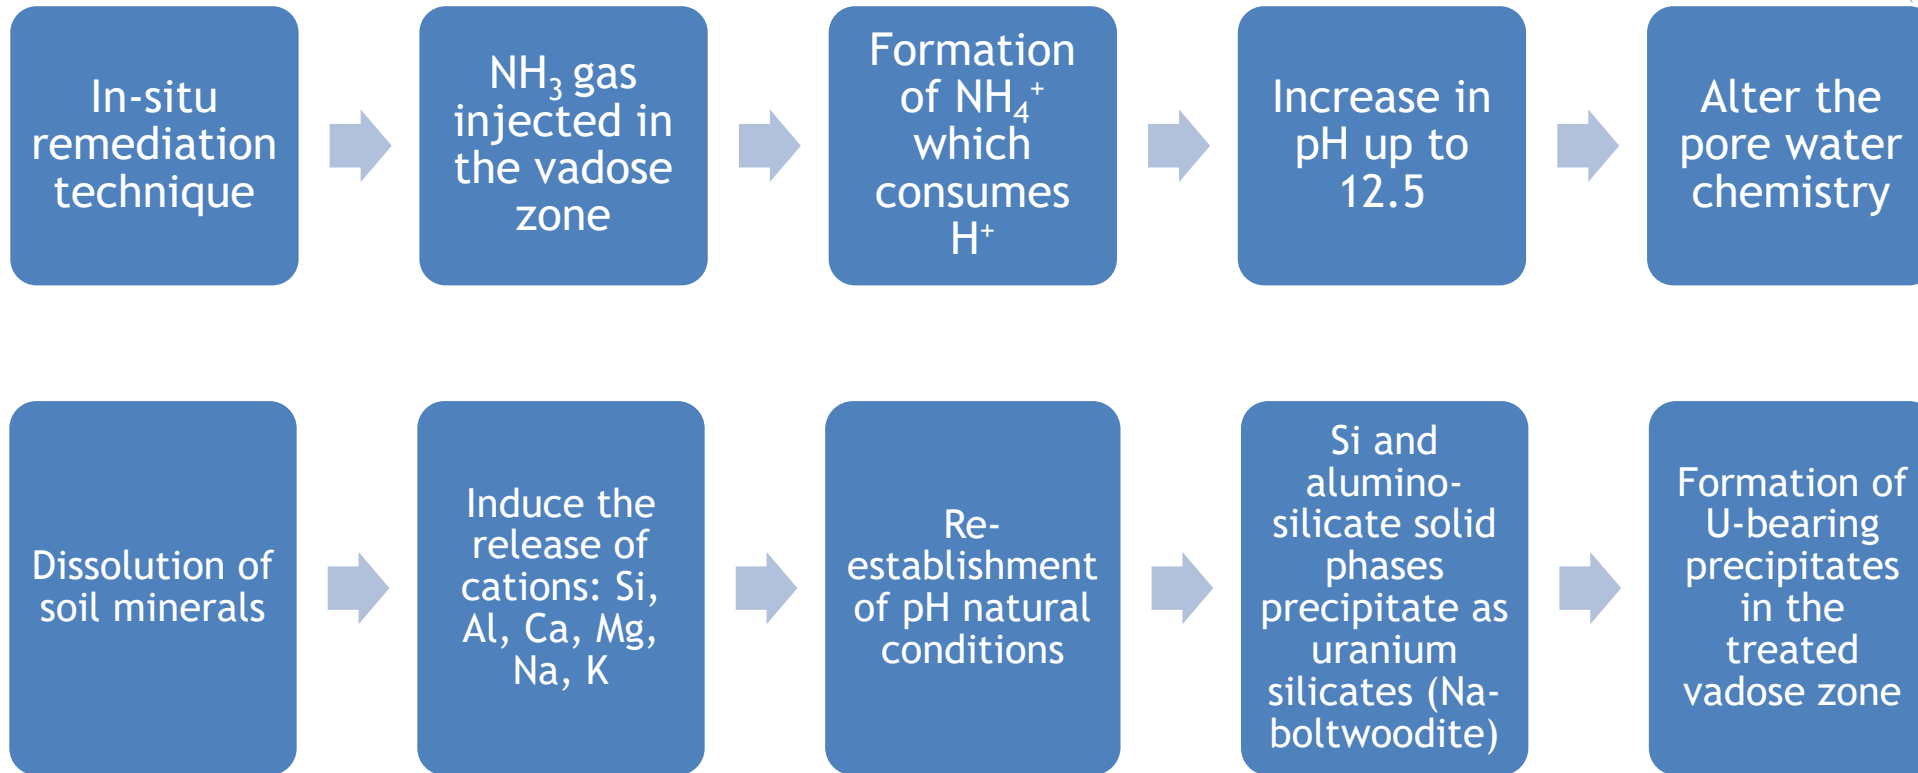 In-situ
remediation
technique
NH₃ gas
injected in
the vadose
zone
Formation
of NH₄⁺
which
consumes
H⁺
Increase in
pH up to
12.5
Alter the
pore water
chemistry
Dissolution of
soil minerals
Induce the
release of
cations: Si,
Al, Ca, Mg,
Na, K
Re-
establishment
of pH natural
conditions
Si and
alumino-
silicate solid
phases
precipitate as
uranium
silicates (Na-
boltwoodite)
Formation of
U-bearing
precipitates
in the
treated
vadose zone